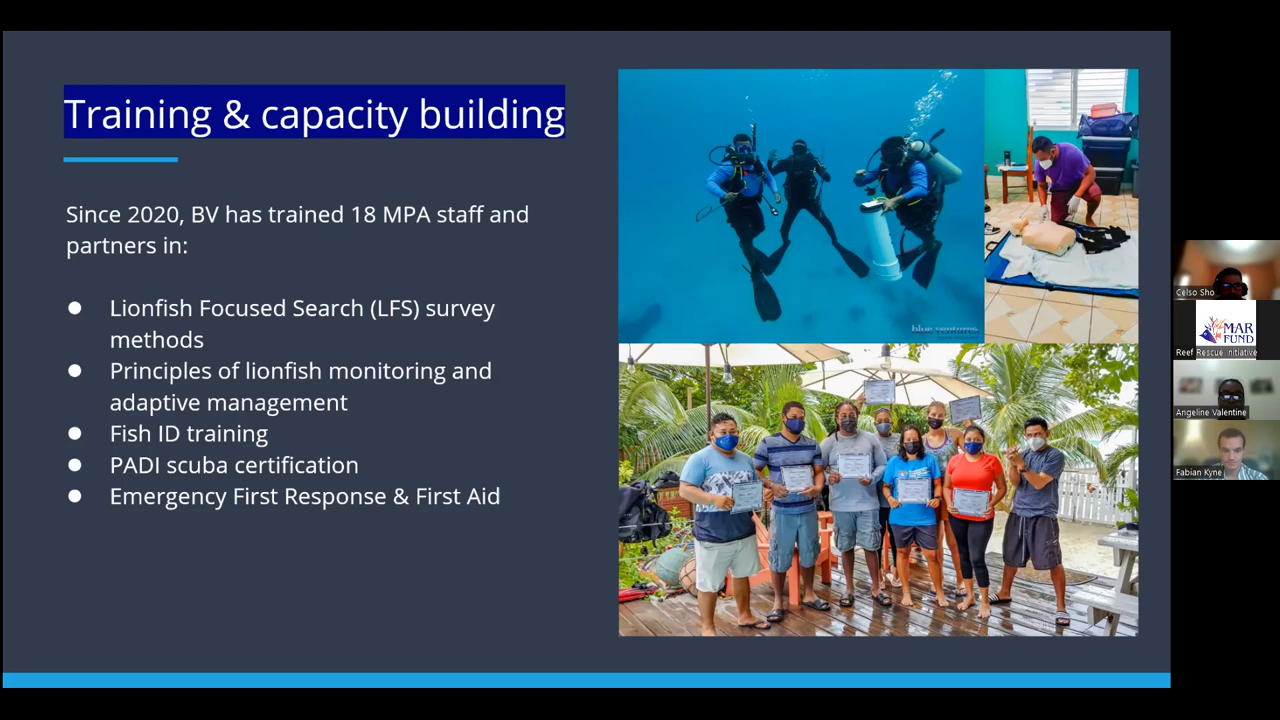 Training & capacity building
Since 2020, BV has trained 18 MPA staff and
partners in:
● Lionfish Focused Search (LFS) survey
methods
● Principles of lionfish monitoring and
adaptive management
● Fish ID training
● PADI scuba certification
● Emergency First Response & First Aid
blue ventures
Celso Sho
MAR
FUND
Reef Rescue Initiative
Angeline Valentine
Fabian Kyne